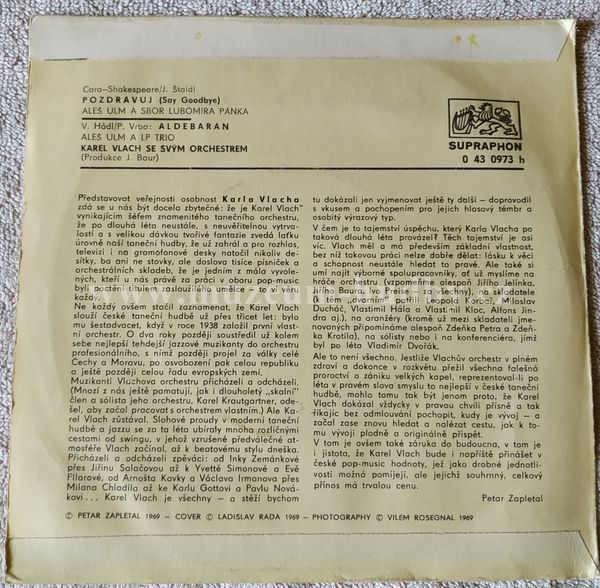 Cara–Shakespeare/J. Štaidl
POZDRAVUJ (Say Goodbye)
ALEŠ ULM A SBOR LUBOMÍRA PÁNKA
V. Hádl/P. Vrba: ALDEBARAN
ALEŠ ULM A LP TRIO
KAREL VLACH SE SVÝM ORCHESTREM
(Produkce J. Baur)
SUPRAPHON
0 43 0973 h
Představovat veřejnosti osobnost Karla Vlacha
zdá se u nás být docela zbytečné: že je Karel Vlach
vynikajícím šéfem znamenitého tanečního orchestru,
že po dlouhá léta neustále, s neuvěřitelnou vytrva-
lostí a s velikou dávkou tvořivé fantazie zvedá laťku
úrovně naší taneční hudby, že už zahrál a pro rozhlas,
televizi i na gramofonové desky natočil nikoliv de-
sítky, ba ani ne stovky, ale doslova tisíce písniček a
orchestrálních skladeb, že je jedním z mála vyvole-
ných, kteří u nás právě za práci v oboru pop-music
byli poctěni titulem zasloužilého umělce – to ví snad
každý.
Ne každý ovšem stačil zaznamenat, že Karel Vlach
slouží české taneční hudbě už přes třicet let: bylo
mu šestadvacet, když v roce 1938 založil první vlast-
ní orchestr. O dva roky později soustředil už kolem
sebe nejlepší tehdejší jazzové muzikanty do orchestru
profesionálního, s nímž později projel za války celé
Čechy a Moravu, po osvobození pak celou republiku
a ještě později celou řadu evropských zemí.
Muzikanti Vlachova orchestru přicházeli a odcházeli.
(Mnozí z nás ještě pamatují, jak i dlouholetý „skalní"
člen a sólista jeho orchestru, Karel Krautgartner, ode-
šel, aby začal pracovat s orchestrem vlastním.) Ale Ka-
rel Vlach zůstával. Slohové proudy v moderní taneční
hudbě a jazzu se za ta léta ubíraly mnoha rozličnými
cestami od swingu, v jehož vzrušené předválečné at-
mosféře Vlach začínal, až k beatovému stylu dneška.
Přicházeli a odcházeli zpěváci: od Inky Zemánkové
přes Jiřinu Salačovou až k Yvettě Simonové a Evě
Pilarové, od Arnošta Kavky a Václava Irmanova přes
Milana Chladila až ke Karlu Gottovi a Pavlu Nová-
kovi... Karel Vlach je všechny – a stěží bychom
tu dokázali jen vyjmenovat ještě ty další – doprovodil
s vkusem a pochopením pro jejich hlasový témbr a
osobitý výrazový typ.
V čem je to tajemství úspěchu, který Karla Vlacha po
takovou dlouhá léta provází? Těch tajemství je asi
víc. Vlach měl a má především základní vlastnost,
bez níž takovou práci nelze dobře dělat: lásku k věci
a schopnost neustále hledat to pravé. Ale také si
umí najít výborné spolupracovníky, ať už myslíme na
hráče orchestru (vzpomeňme alespoň Jiřího Jelínka,
Jiřího Baura, Ivo Preise za všechny), na skladatele
Miloslav
Ducháč, Vlastimil Hála a Vlastimil Kloc, Alfons Jin-
dra aj.), na aranžéry (kromě už mezi skladateli jme-
novaných připomínáme alespoň Zdeňka Petra a Zdeň-
ka Krotila), na sólisty nebo i na konferenciéra, jímž
byl po léta Vladimír Dvořák.
Ale to není všechno. Jestliže Vlachův orchestr v plném
zdraví a dokonce v rozkvětu přežil všechna falešná
proroctví o zániku velkých kapel, reprezentoval-li po
léta v pravém slova smyslu to nejlepší v české taneční
hudbě, mohlo tomu tak být jenom proto, že Karel
Vlach dokázal vždycky v pravou chvíli přísně a tak
říkajíc bez odmlouvání pochopit, kudy je vývoj – a
začal zase znovu hledat a nalézat cestu, jak k to-
mu vývoji plodně a originálně přispět.
V tom je ovšem také záruka do budoucna, v tom je
i jistota, že Karel Vlach bude i napříště přinášet v
české pop-music hodnoty, jež jako drobné jednotli-
vosti možná pomíjejí, ale jejichž souhrnný, celkový
přínos má trvalou cenu.
Petar Zapletal
© PETAR ZAPLETAL 1969 – COVER © LADISLAV RADA 1969 – PHOTOGRAPHY © VILÉM ROSEGNAL 1969